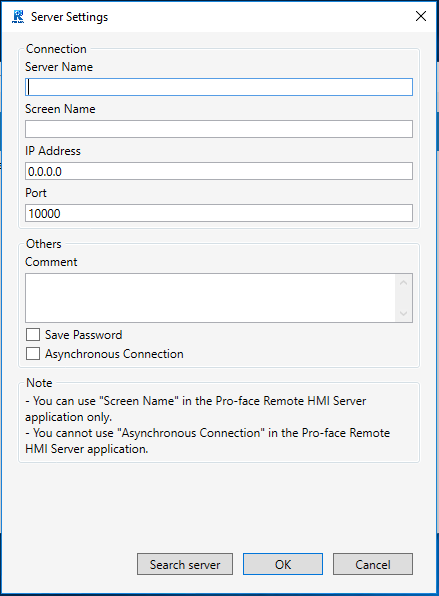 Server Settings
Connection
Server Name
Screen Name
IP Address
0.0.0.0
Port
10000
Others
Comment
Save Password
Asynchronous Connection
Note
- You can use "Screen Name" in the Pro-face Remote HMI Server
application only.
- You cannot use "Asynchronous Connection" in the Pro-face Remote
HMI Server application.
Search server
OK
Cancel